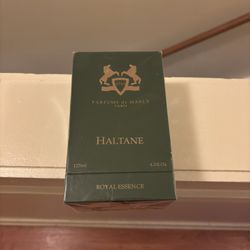 PARFUMS de MARLY
PARIS
HALTANE
125ml 4.2 fl.Oz
ROYAL ESSENCE